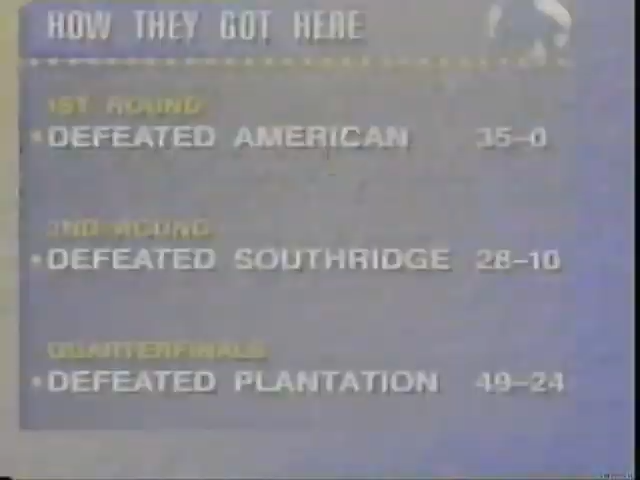 HOW THEY GOT HERE
1ST ROUND
• DEFEATED AMERICAN 35–0
2ND ROUND
• DEFEATED SOUTHRIDGE 28–10
QUARTERFINALS
• DEFEATED PLANTATION 49–24